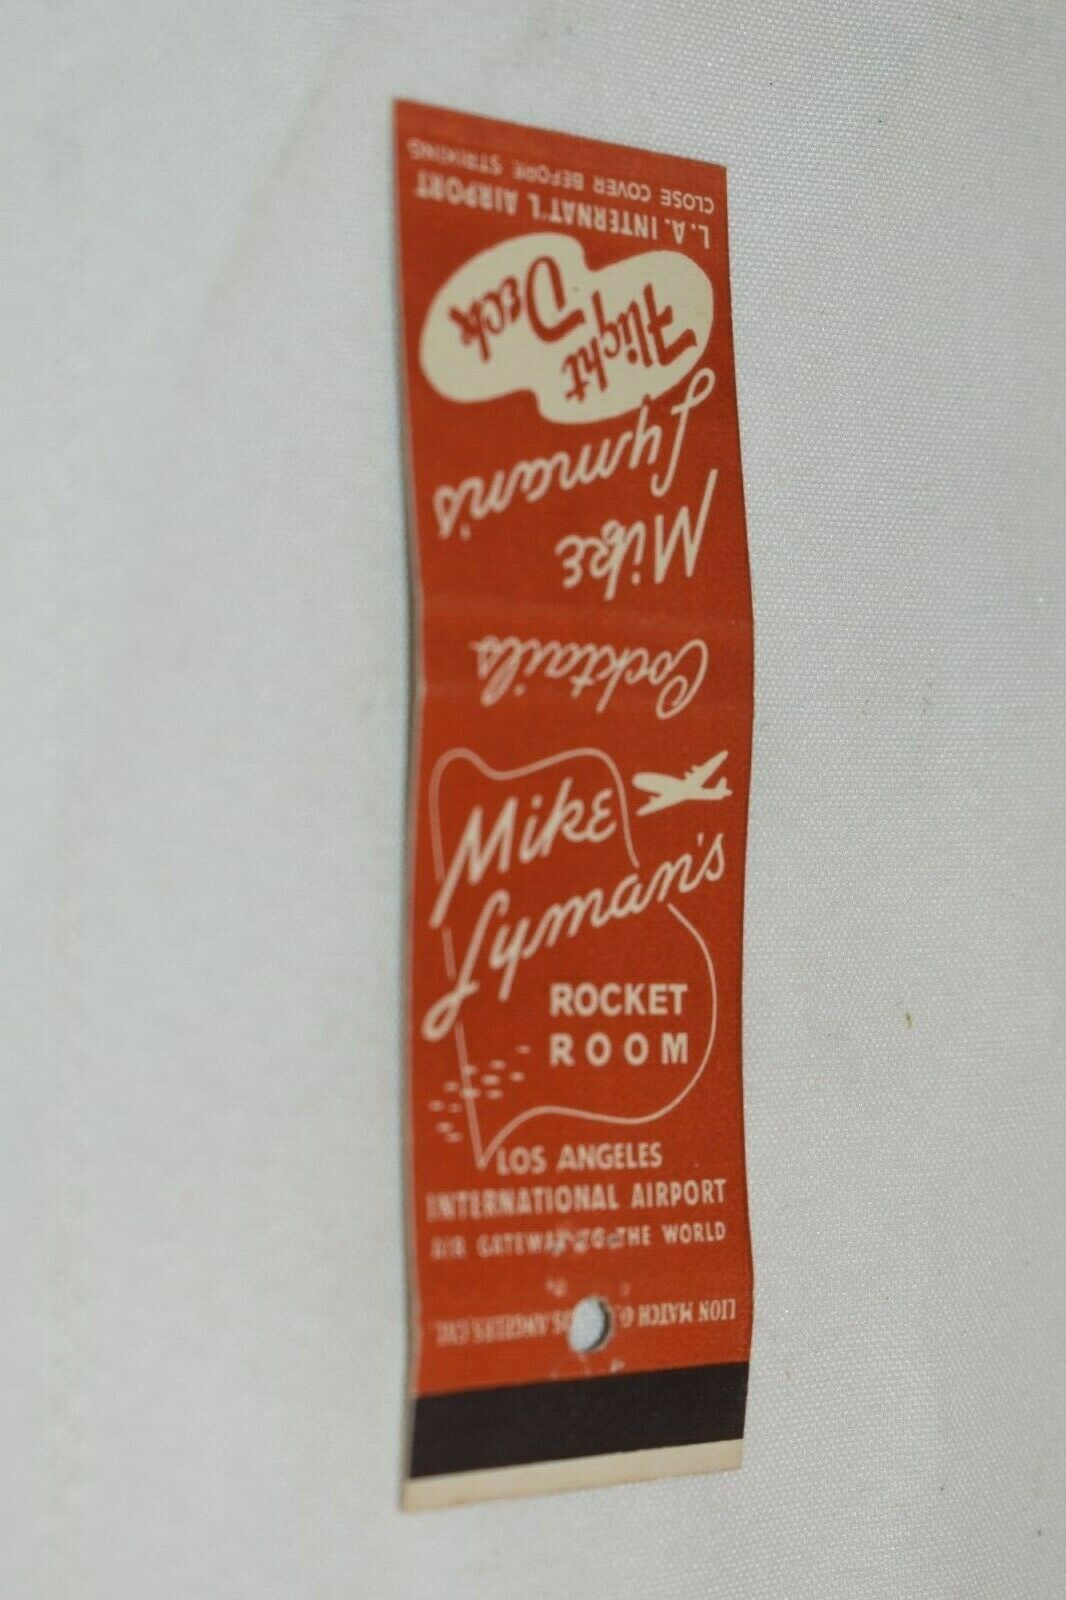 CLOSE COVER BEFORE STRIKING
L.A. INTERNAT'L AIRPORT
Flight
Deck
Mike
Lyman's
Cocktails
Mike
Lyman's
ROCKET
ROOM
LOS ANGELES
INTERNATIONAL AIRPORT
AIR GATEWAY TO THE WORLD
LION MATCH LOS ANGELES CAL.